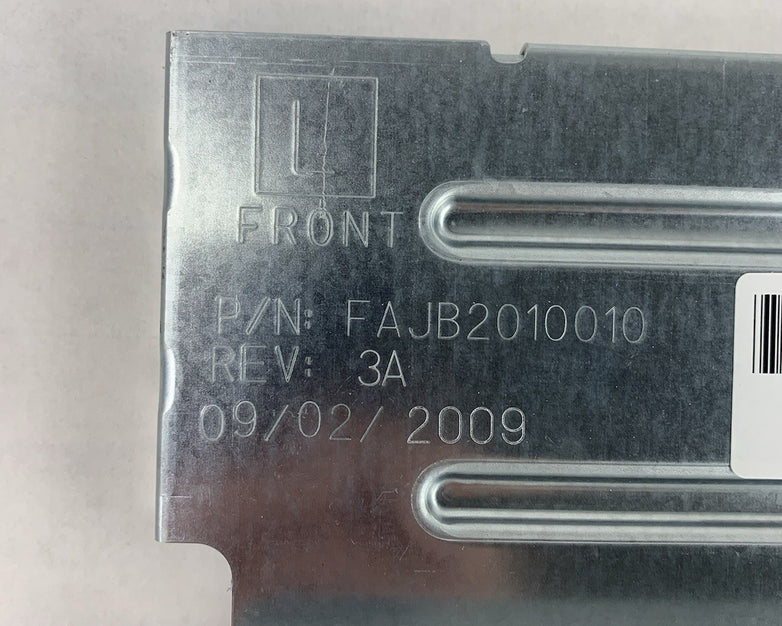 L
FRONT
P/N: FAJB2010010
REV: 3A
09/02/2009